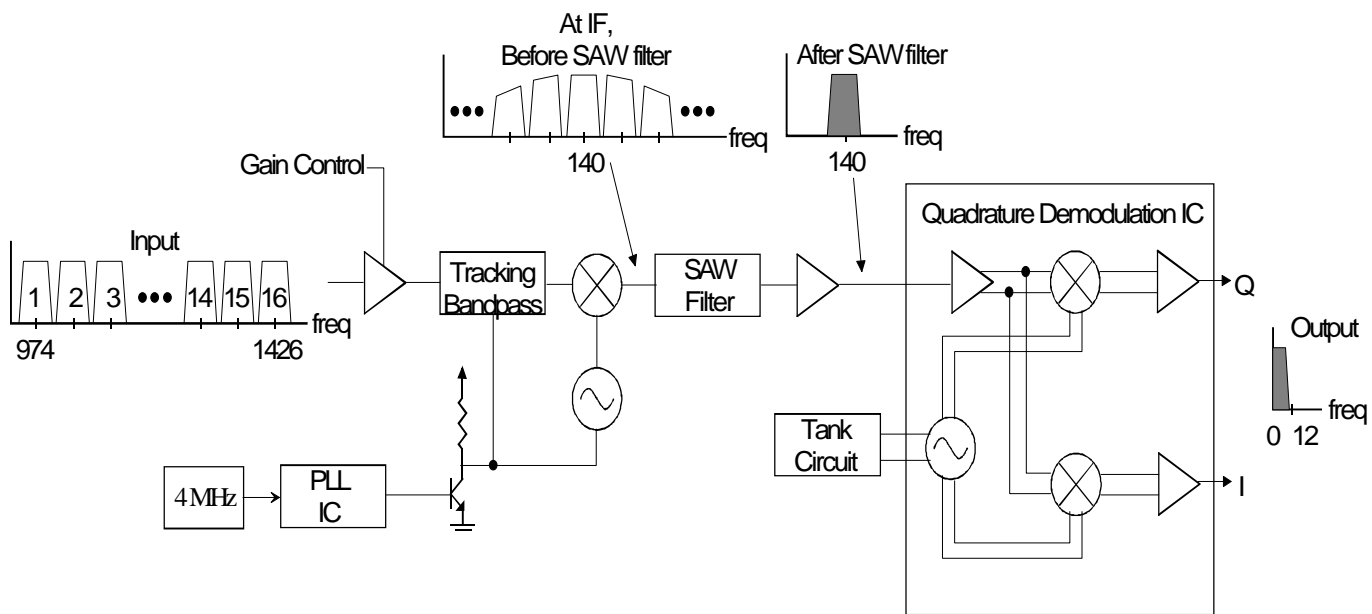 At IF,
Before SAW filter
freq
140
After SAW filter
freq
140
Gain Control
Input
1 2 3 14 15 16
freq
974 1426
Tracking
Bandpass
SAW
Filter
Quadrature Demodulation IC
Q
Output
freq
0 12
Tank
Circuit
I
4 MHz
PLL
IC